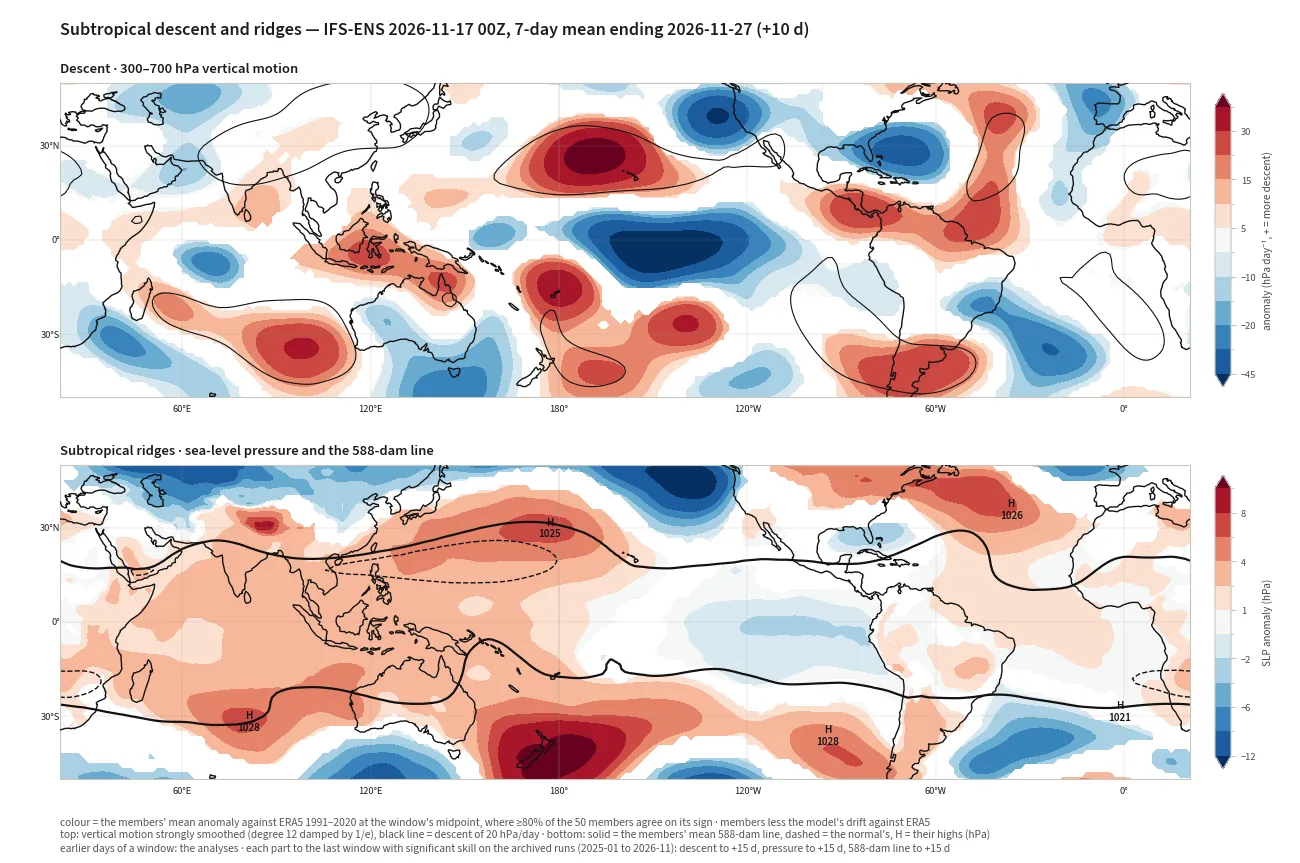 Subtropical descent and ridges — IFS-ENS 2026-11-17 00Z, 7-day mean ending 2026-11-27 (+10 d)
Descent · 300–700 hPa vertical motion
30°N
0°
30°S
60°E 120°E 180° 120°W 60°W 0°
30
15
5
−10
−20
−45
anomaly (hPa day⁻¹, + = more descent)
Subtropical ridges · sea-level pressure and the 588-dam line
30°N
0°
30°S
H
1025
H
1026
H
1028
H
1028
H
1021
60°E 120°E 180° 120°W 60°W 0°
8
4
1
−2
−6
−12
SLP anomaly (hPa)
colour = the members' mean anomaly against ERA5 1991–2020 at the window's midpoint, where ≥80% of the 50 members agree on its sign · members less the model's drift against ERA5
top: vertical motion strongly smoothed (degree 12 damped by 1/e), black line = descent of 20 hPa/day · bottom: solid = the members' mean 588-dam line, dashed = the normal's, H = their highs (hPa)
earlier days of a window: the analyses · each part to the last window with significant skill on the archived runs (2025-01 to 2026-11): descent to +15 d, pressure to +15 d, 588-dam line to +15 d